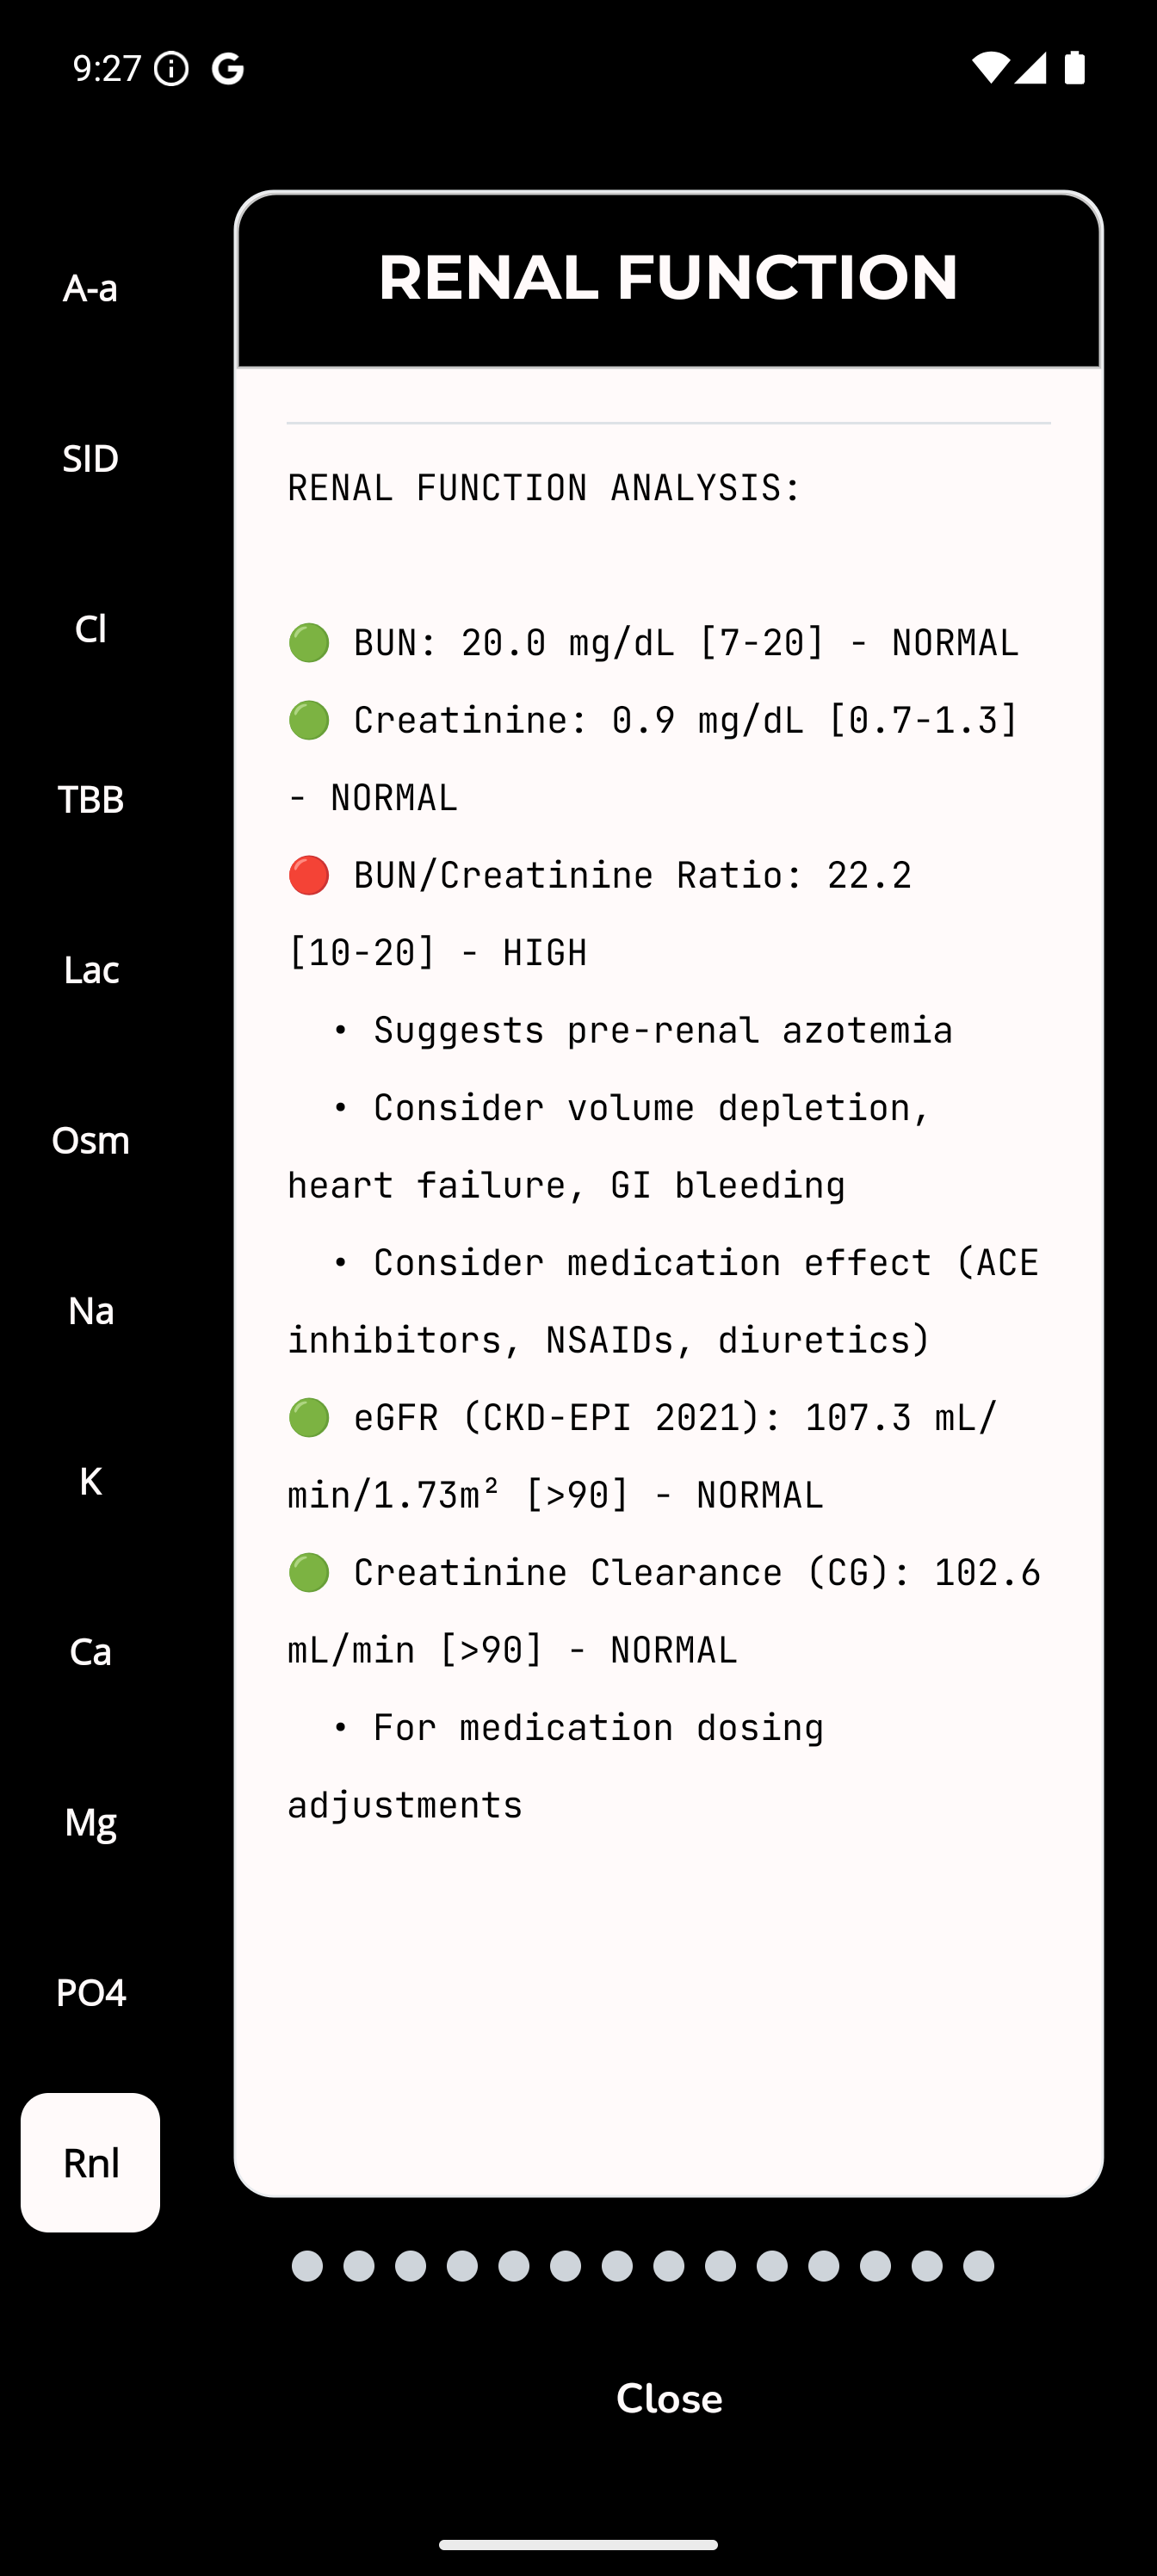 9:27
A-a
SID
Cl
TBB
Lac
Osm
Na
K
Ca
Mg
PO4
Rnl
RENAL FUNCTION
RENAL FUNCTION ANALYSIS:
🟢 BUN: 20.0 mg/dL [7-20] - NORMAL
🟢 Creatinine: 0.9 mg/dL [0.7-1.3]
- NORMAL
🔴 BUN/Creatinine Ratio: 22.2
[10-20] - HIGH
• Suggests pre-renal azotemia
• Consider volume depletion,
heart failure, GI bleeding
• Consider medication effect (ACE
inhibitors, NSAIDs, diuretics)
🟢 eGFR (CKD-EPI 2021): 107.3 mL/
min/1.73m² [>90] - NORMAL
🟢 Creatinine Clearance (CG): 102.6
mL/min [>90] - NORMAL
• For medication dosing
adjustments
Close